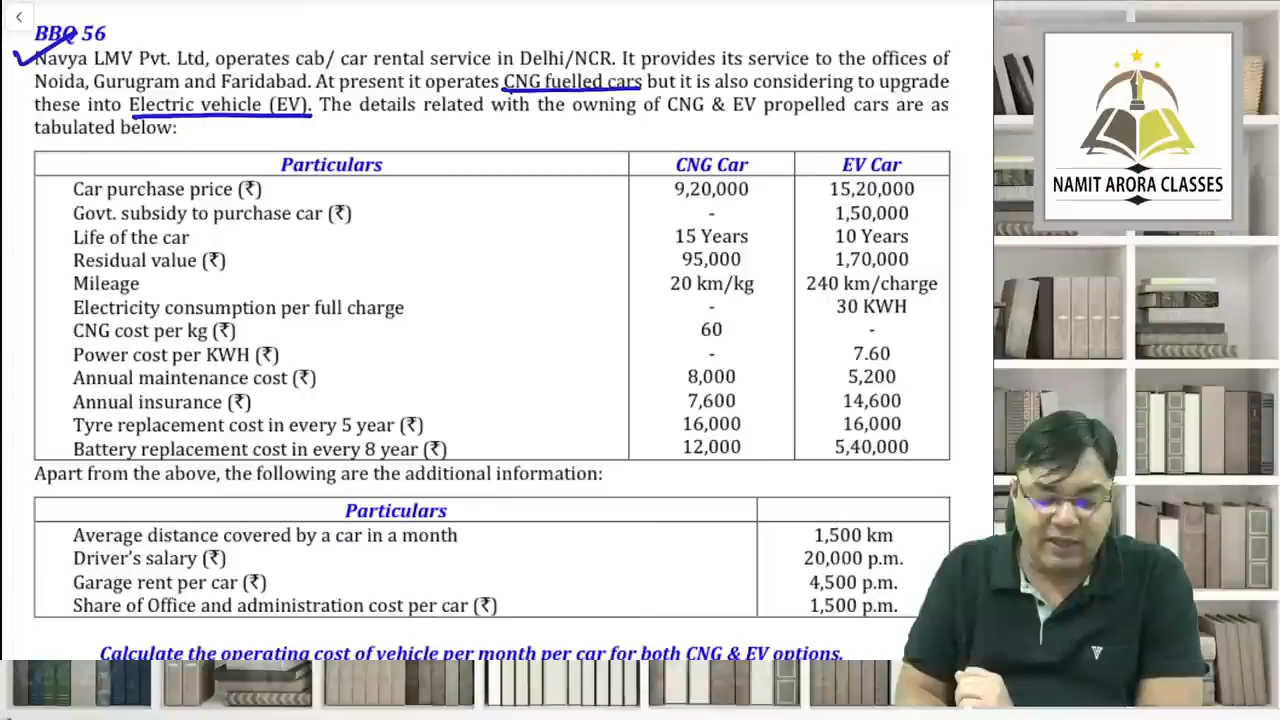 BBQ 56
Navya LMV Pvt. Ltd, operates cab/ car rental service in Delhi/NCR. It provides its service to the offices of
Noida, Gurugram and Faridabad. At present it operates CNG fuelled cars but it is also considering to upgrade
these into Electric vehicle (EV). The details related with the owning of CNG & EV propelled cars are as
tabulated below:
Particulars CNG Car EV Car
Car purchase price (₹) 9,20,000 15,20,000
Govt. subsidy to purchase car (₹) - 1,50,000
Life of the car 15 Years 10 Years
Residual value (₹) 95,000 1,70,000
Mileage 20 km/kg 240 km/charge
Electricity consumption per full charge - 30 KWH
CNG cost per kg (₹) 60 -
Power cost per KWH (₹) - 7.60
Annual maintenance cost (₹) 8,000 5,200
Annual insurance (₹) 7,600 14,600
Tyre replacement cost in every 5 year (₹) 16,000 16,000
Battery replacement cost in every 8 year (₹) 12,000 5,40,000
Apart from the above, the following are the additional information:
Particulars
Average distance covered by a car in a month 1,500 km
Driver's salary (₹) 20,000 p.m.
Garage rent per car (₹) 4,500 p.m.
Share of Office and administration cost per car (₹) 1,500 p.m.
Calculate the operating cost of vehicle per month per car for both CNG & EV options.
NAMIT ARORA CLASSES